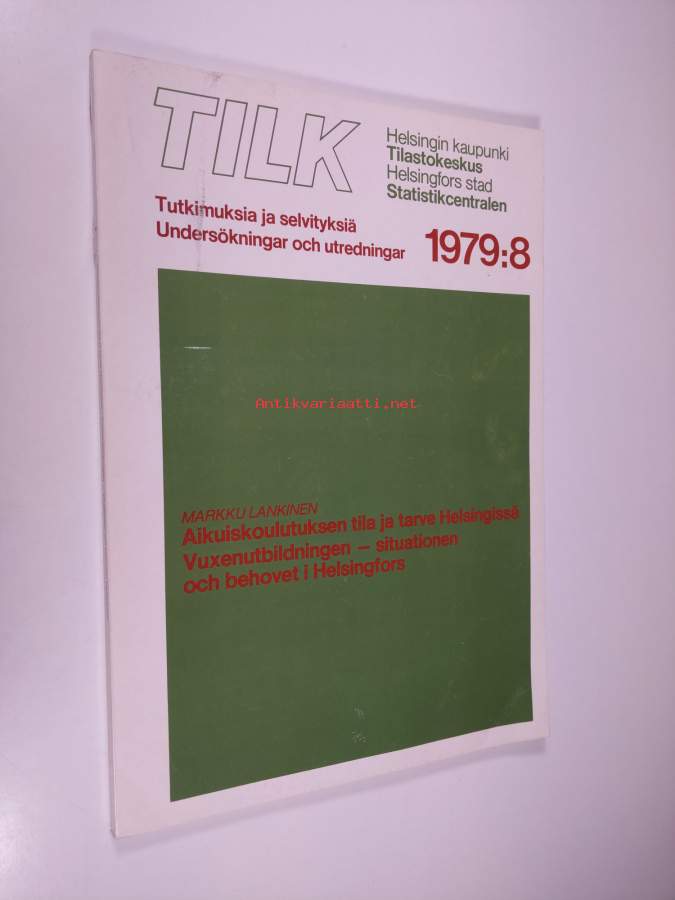 TILK
Helsingin kaupunki
Tilastokeskus
Helsingfors stad
Statistikcentralen
Tutkimuksia ja selvityksiä
Undersökningar och utredningar
1979:8
Antikvariaatti.net
MARKKU LANKINEN
Aikuiskoulutuksen tila ja tarve Helsingissä
Vuxenutbildningen – situationen
och behovet i Helsingfors